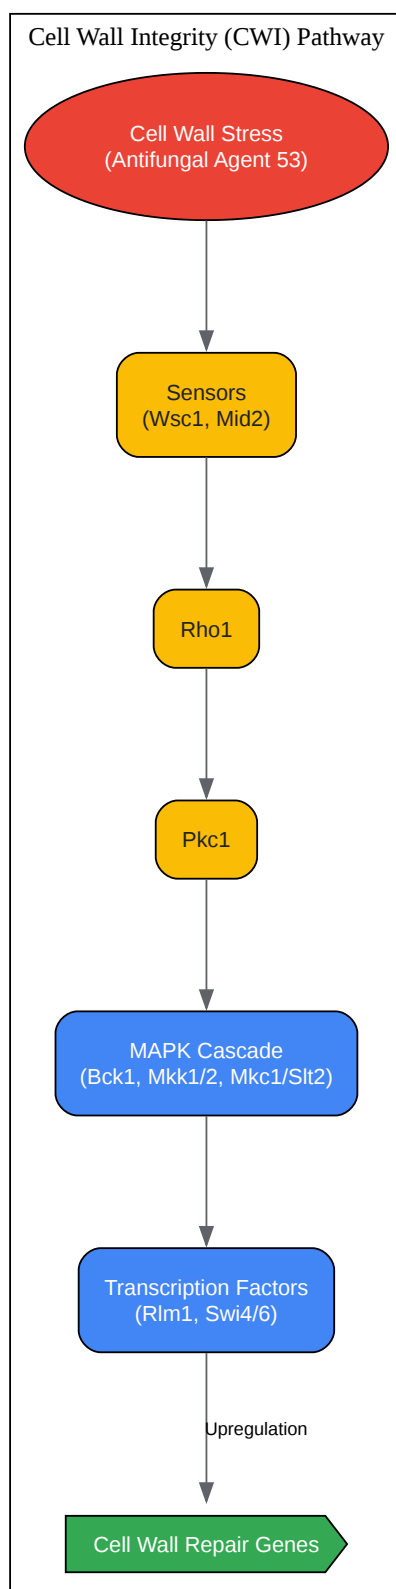 Cell Wall Integrity (CWI) Pathway
Cell Wall Stress
(Antifungal Agent 53)
Sensors
(Wsc1, Mid2)
Rho1
Pkc1
MAPK Cascade
(Bck1, Mkk1/2, Mkc1/Slt2)
Transcription Factors
(Rlm1, Swi4/6)
Upregulation
Cell Wall Repair Genes